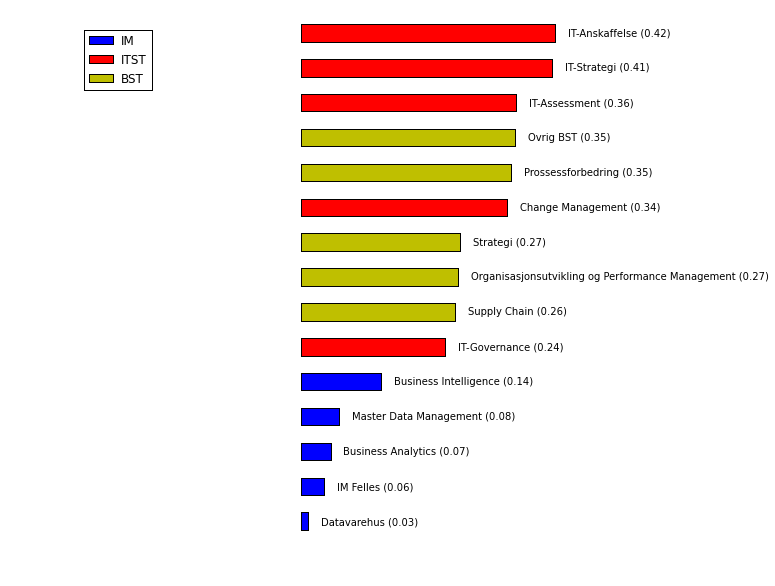 IM
ITST
BST
IT-Anskaffelse (0.42)
IT-Strategi (0.41)
IT-Assessment (0.36)
Ovrig BST (0.35)
Prossessforbedring (0.35)
Change Management (0.34)
Strategi (0.27)
Organisasjonsutvikling og Performance Management (0.27)
Supply Chain (0.26)
IT-Governance (0.24)
Business Intelligence (0.14)
Master Data Management (0.08)
Business Analytics (0.07)
IM Felles (0.06)
Datavarehus (0.03)